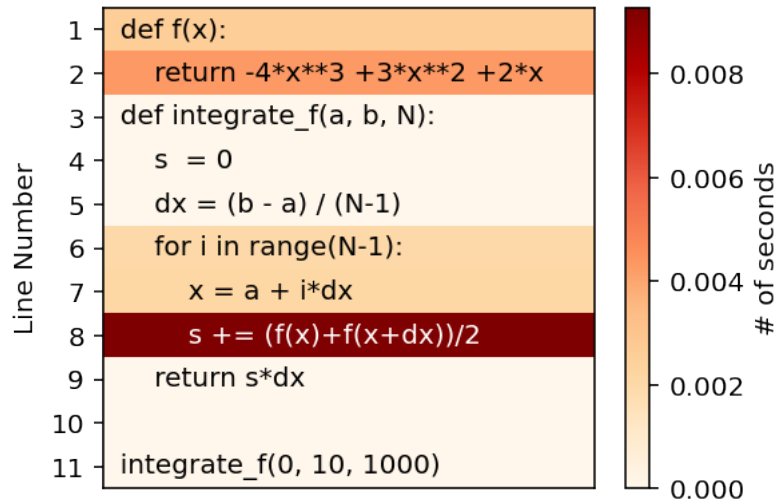 1 def f(x):
2 return -4*x**3 +3*x**2 +2*x
3 def integrate_f(a, b, N):
4 s  = 0
5 dx = (b - a) / (N-1)
6 for i in range(N-1):
7 x = a + i*dx
8 s += (f(x)+f(x+dx))/2
9 return s*dx
10
11 integrate_f(0, 10, 1000)
Line Number
0.008
0.006
0.004
0.002
0.000
# of seconds